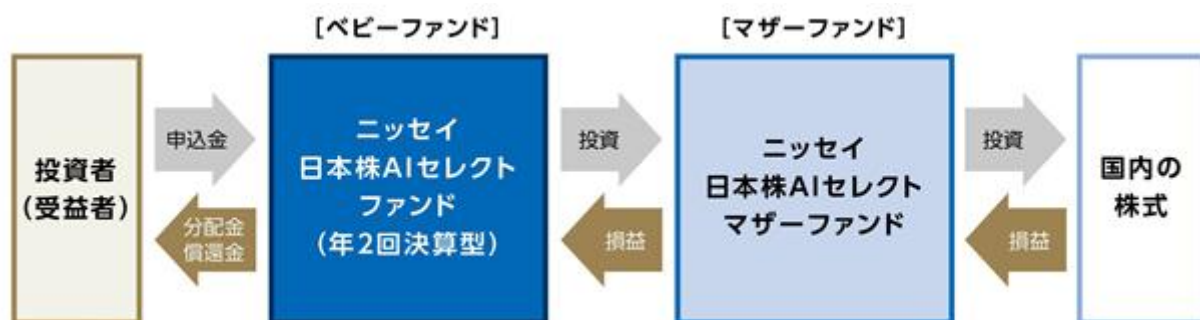 [ベビーファンド]
[マザーファンド]
投資者
(受益者)
申込金
分配金
償還金
ニッセイ
日本株AIセレクト
ファンド
(年2回決算型)
投資
損益
ニッセイ
日本株AIセレクト
マザーファンド
投資
損益
国内の
株式